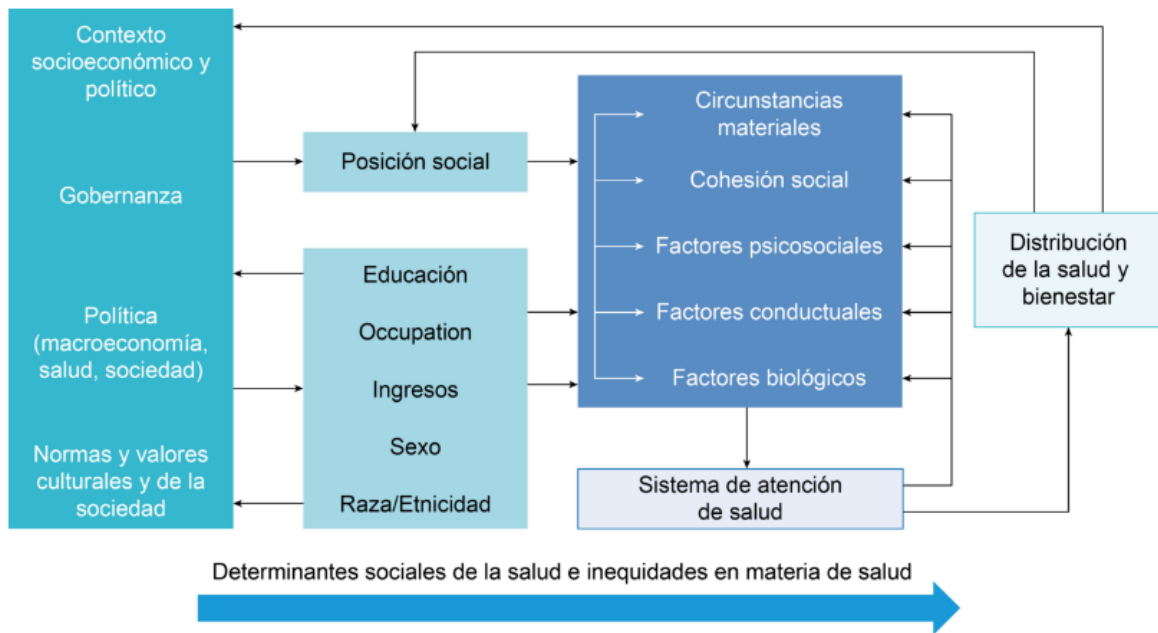 Contexto
socioeconómico y
político
Gobernanza
Política
(macroeconomía,
salud, sociedad)
Normas y valores
culturales y de la
sociedad
Posición social
Educación
Occupation
Ingresos
Sexo
Raza/Etnicidad
Circunstancias
materiales
Cohesión social
Factores psicosociales
Factores conductuales
Factores biológicos
Sistema de atención
de salud
Distribución
de la salud y
bienestar
Determinantes sociales de la salud e inequidades en materia de salud